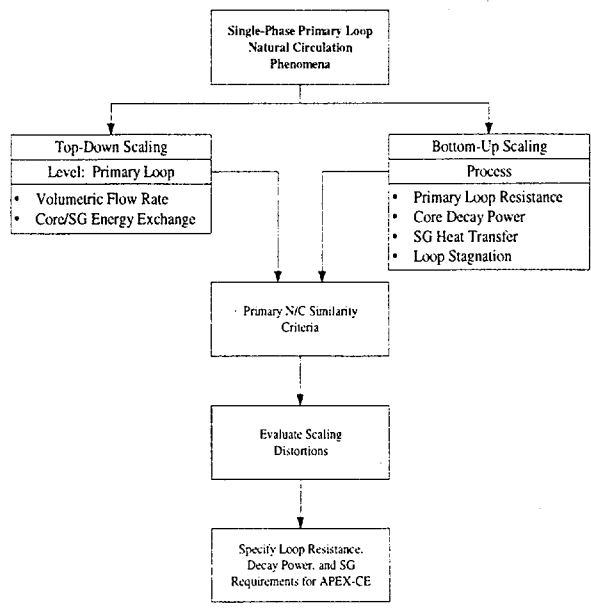 Single-Phase Primary Loop
Natural Circulation
Phenomena
Top-Down Scaling
Level: Primary Loop
• Volumetric Flow Rate
• Core/SG Energy Exchange
Bottom-Up Scaling
Process
• Primary Loop Resistance
• Core Decay Power
• SG Heat Transfer
• Loop Stagnation
Primary N/C Similarity
Criteria
Evaluate Scaling
Distortions
Specify Loop Resistance,
Decay Power, and SG
Requirements for APEX-CE